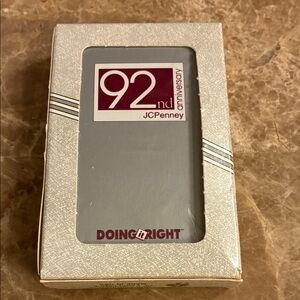 92nd
anniversary
JCPenney
DOING it RIGHT